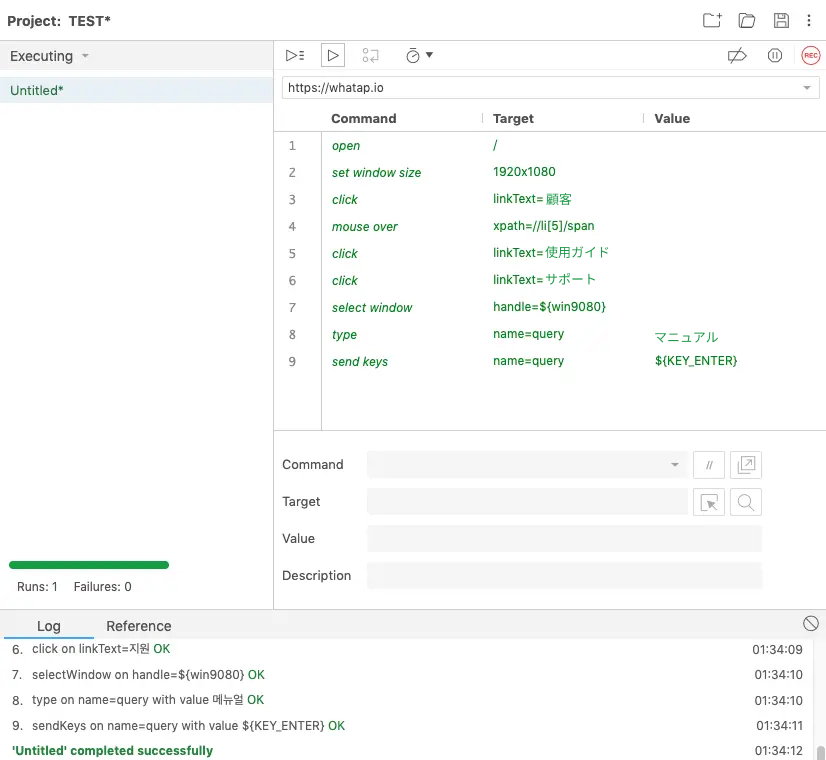 Project: TEST*
Executing
Untitled*
REC
https://whatap.io
Command Target Value
1 open /
2 set window size 1920x1080
3 click linkText=顧客
4 mouse over xpath=//li[5]/span
5 click linkText=使用ガイド
6 click linkText=サポート
7 select window handle=${win9080}
8 type name=query マニュアル
9 send keys name=query ${KEY_ENTER}
Command //
Target
Value
Description
Runs: 1 Failures: 0
Log Reference
6. click on linkText=지원 OK 01:34:09
7. selectWindow on handle=${win9080} OK 01:34:10
8. type on name=query with value 메뉴얼 OK 01:34:10
9. sendKeys on name=query with value ${KEY_ENTER} OK 01:34:11
'Untitled' completed successfully 01:34:12